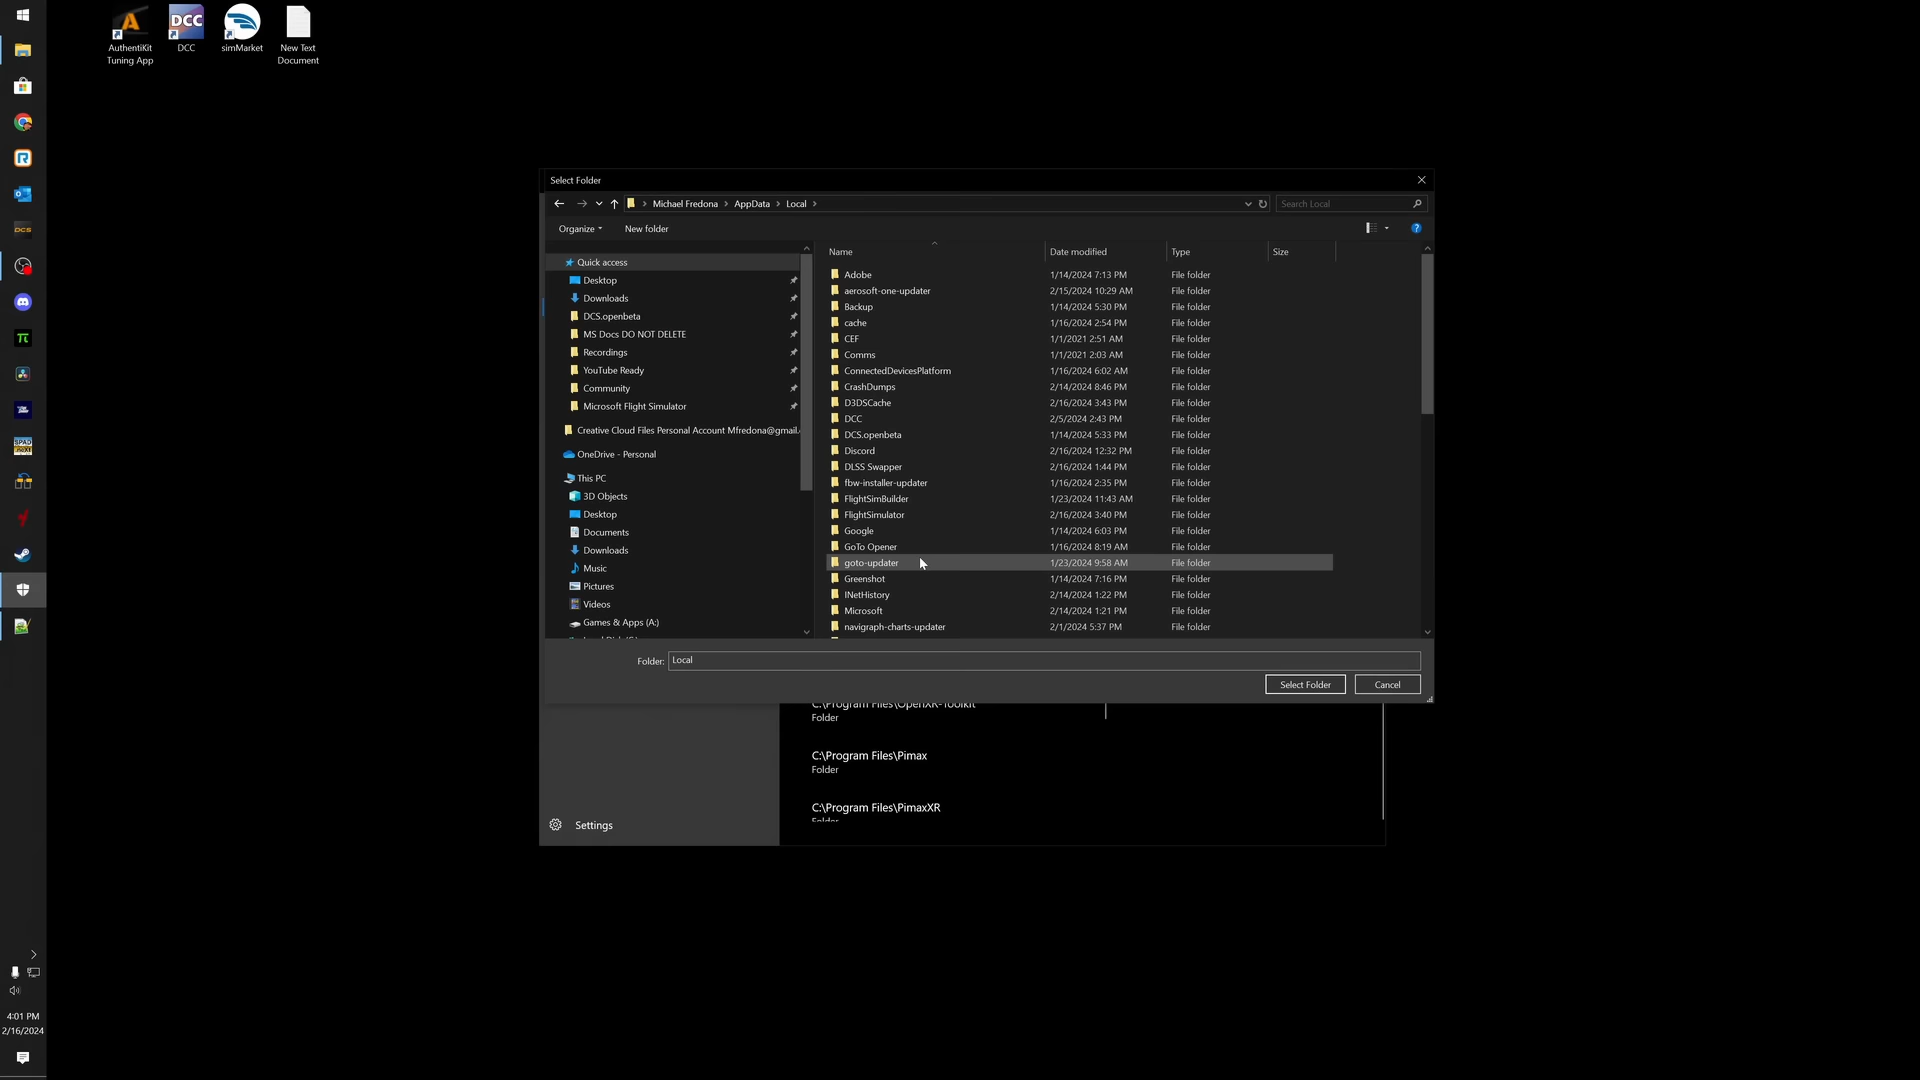 AuthentiKit
Tuning App
DCC
DCC
simMarket
New Text
Document
DCS
SPAD
Select Folder
Michael Fredona > AppData > Local >
Search Local
Organize
New folder
Quick access
Desktop
Downloads
DCS.openbeta
MS Docs DO NOT DELETE
Recordings
YouTube Ready
Community
Microsoft Flight Simulator
Creative Cloud Files Personal Account Mfredona@gmail.
OneDrive - Personal
This PC
3D Objects
Desktop
Documents
Downloads
Music
Pictures
Videos
Games & Apps (A:)
Name Date modified Type Size
Adobe 1/14/2024 7:13 PM File folder
aerosoft-one-updater 2/15/2024 10:29 AM File folder
Backup 1/14/2024 5:30 PM File folder
cache 1/16/2024 2:54 PM File folder
CEF 1/1/2021 2:51 AM File folder
Comms 1/1/2021 2:03 AM File folder
ConnectedDevicesPlatform 1/16/2024 6:02 AM File folder
CrashDumps 2/14/2024 8:46 PM File folder
D3DSCache 2/16/2024 3:43 PM File folder
DCC 2/5/2024 2:43 PM File folder
DCS.openbeta 1/14/2024 5:33 PM File folder
Discord 2/16/2024 12:32 PM File folder
DLSS Swapper 2/16/2024 1:44 PM File folder
fbw-installer-updater 1/16/2024 2:35 PM File folder
FlightSimBuilder 1/23/2024 11:43 AM File folder
FlightSimulator 2/16/2024 3:40 PM File folder
Google 1/14/2024 6:03 PM File folder
GoTo Opener 1/16/2024 8:19 AM File folder
goto-updater 1/23/2024 9:58 AM File folder
Greenshot 1/14/2024 7:16 PM File folder
INetHistory 2/14/2024 1:22 PM File folder
Microsoft 2/14/2024 1:21 PM File folder
navigraph-charts-updater 2/1/2024 5:37 PM File folder
Folder: Local
Select Folder
Cancel
C:\Program Files\OpenXR-Toolkit
Folder
C:\Program Files\Pimax
Folder
C:\Program Files\PimaxXR
Folder
Settings
4:01 PM
2/16/2024